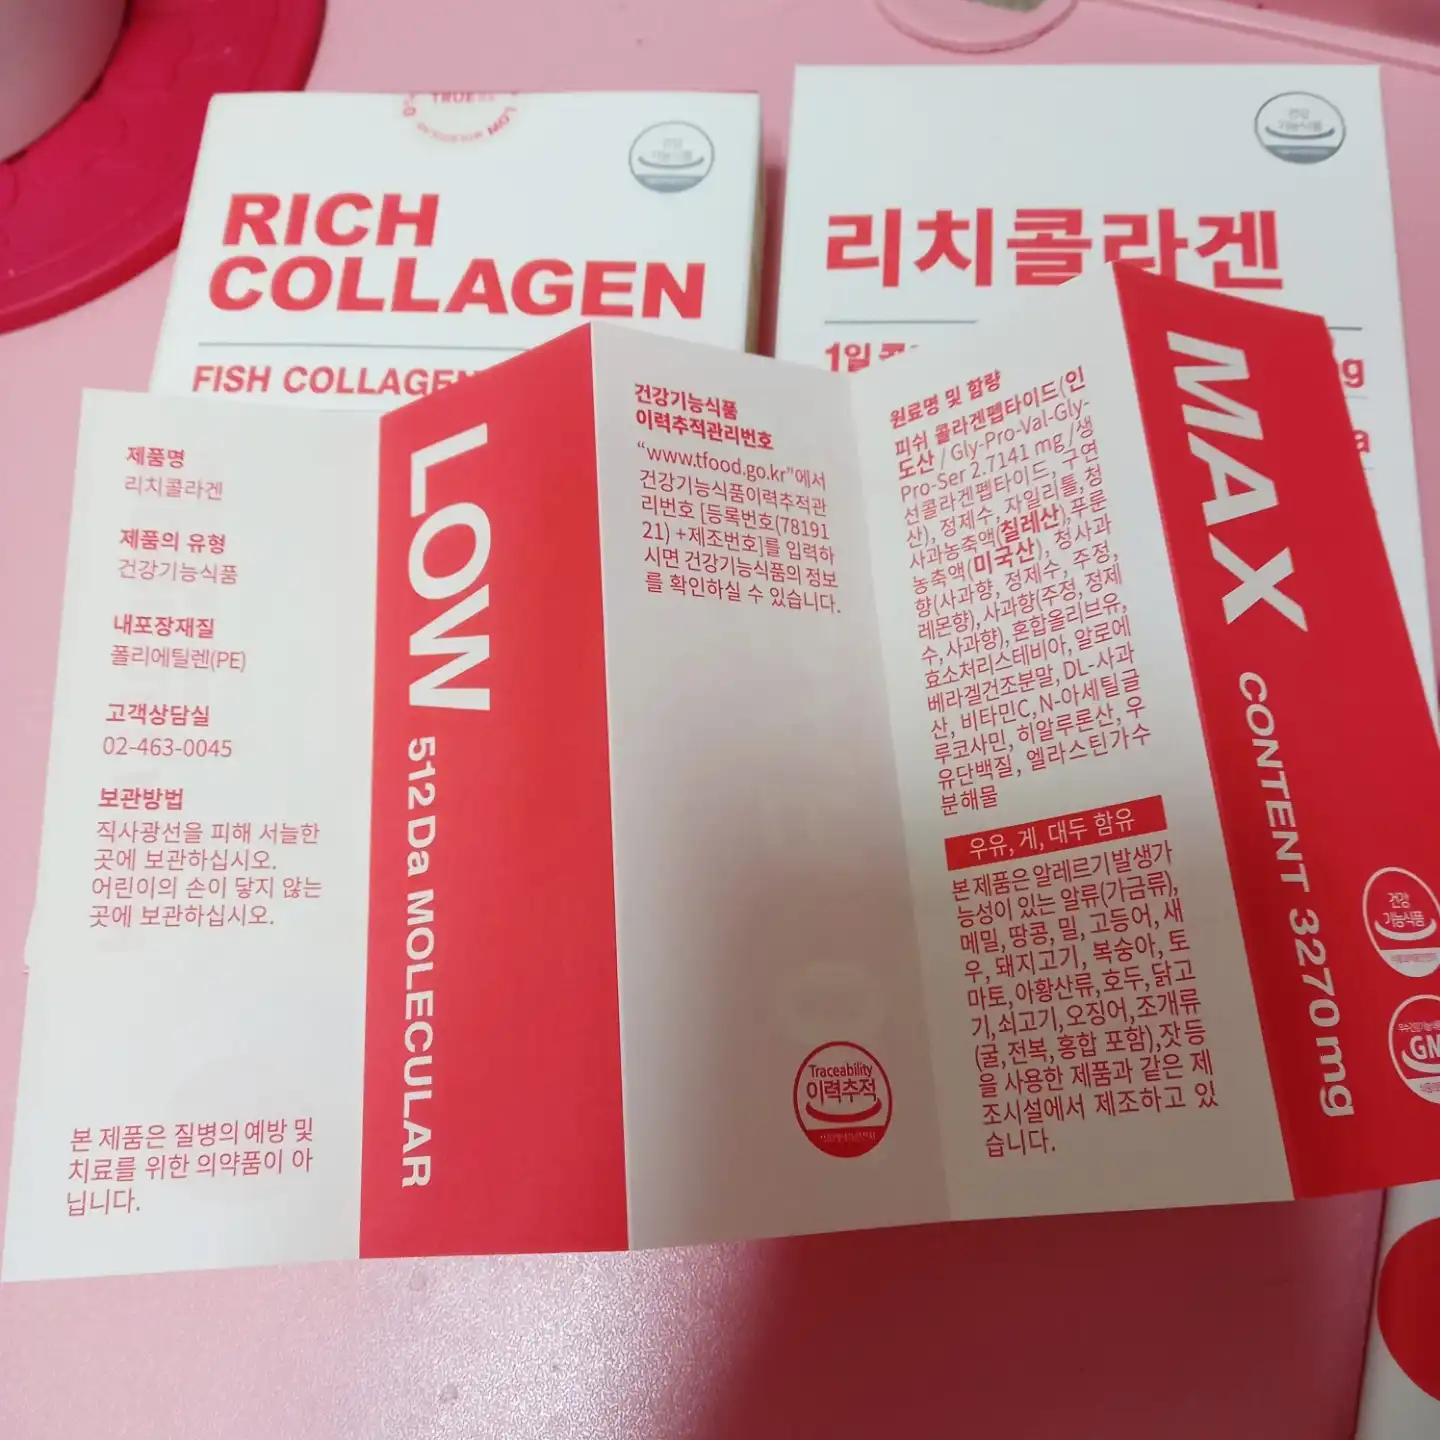 TRUE
LOW
건강
기능식품
RICH
COLLAGEN
FISH COLLAGEN
건강
기능식품
리치콜라겐
1일
g
a
제품명
리치콜라겐
제품의 유형
건강기능식품
내포장재질
폴리에틸렌(PE)
고객상담실
02-463-0045
보관방법
직사광선을 피해 서늘한
곳에 보관하십시오.
어린이의 손이 닿지 않는
곳에 보관하십시오.
본 제품은 질병의 예방 및
치료를 위한 의약품이 아
닙니다.
LOW 512 Da MOLECULAR
건강기능식품
이력추적관리번호
“www.tfood.go.kr”에서
건강기능식품이력추적관
리번호 [등록번호(78191
21) +제조번호]를 입력하
시면 건강기능식품의 정보
를 확인하실 수 있습니다.
Traceability
이력추적
원료명 및 함량
피쉬 콜라겐펩타이드(인
도산 / Gly-Pro-Val-Gly-
Pro-Ser 2.7141 mg /생
선콜라겐펩타이드, 구연
산), 정제수, 자일리톨, 청
사과농축액(칠레산), 푸룬
농축액(미국산), 청사과
향(사과향, 정제수, 주정,
레몬향), 사과향(주정, 정제
수, 사과향), 혼합올리브유,
효소처리스테비아, 알로에
베라겔건조분말, DL-사과
산, 비타민C, N-아세틸글
루코사민, 히알루론산, 우
유단백질, 엘라스틴가수
분해물
우유, 게, 대두 함유
본 제품은 알레르기 발생가
능성이 있는 알류(가금류),
메밀, 땅콩, 밀, 고등어, 새
우, 돼지고기, 복숭아, 토
마토, 아황산류, 호두, 닭고
기, 쇠고기, 오징어, 조개류
(굴, 전복, 홍합 포함), 잣 등
을 사용한 제품과 같은 제
조시설에서 제조하고 있
습니다.
MAX CONTENT 3270mg
건강
기능식품
GM